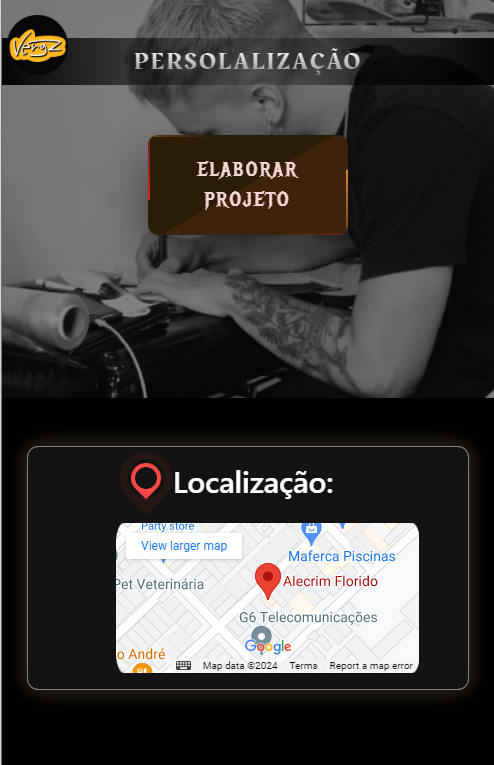 VangZ
PERSOLALIZAÇÃO
ELABORAR
PROJETO
Localização:
Party store
View larger map
Maferca Piscinas
Pet Veterinária
Alecrim Florido
G6 Telecomunicações
Google
o André
Map data ©2024 Terms Report a map error